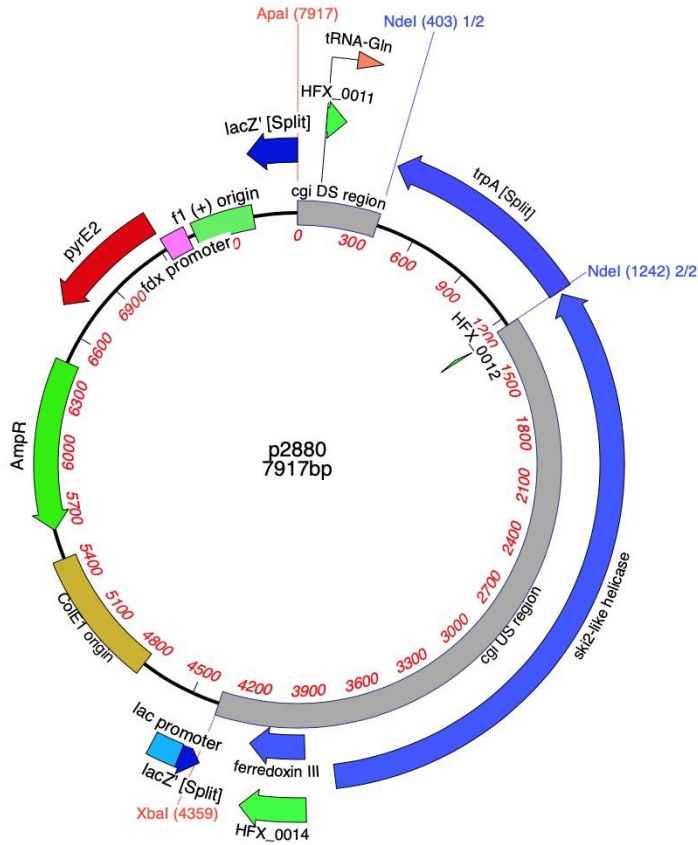 ApaI (7917)
NdeI (403) 1/2
tRNA-Gln
HFX_0011
lacZ' [Split]
cgi DS region
trpA [Split]
f1 (+) origin
pyrE2
fdx promoter
0
0
300
600
900
1200
1500
1800
2100
2400
2700
3000
3300
3600
3900
4200
4500
4800
5100
5400
5700
6000
6300
6600
6900
NdeI (1242) 2/2
HFX_0012
AmpR
p2880
7917bp
ColE1 origin
cgi US region
ski2-like helicase
lac promoter
lacZ' [Split]
ferredoxin III
XbaI (4359)
HFX_0014